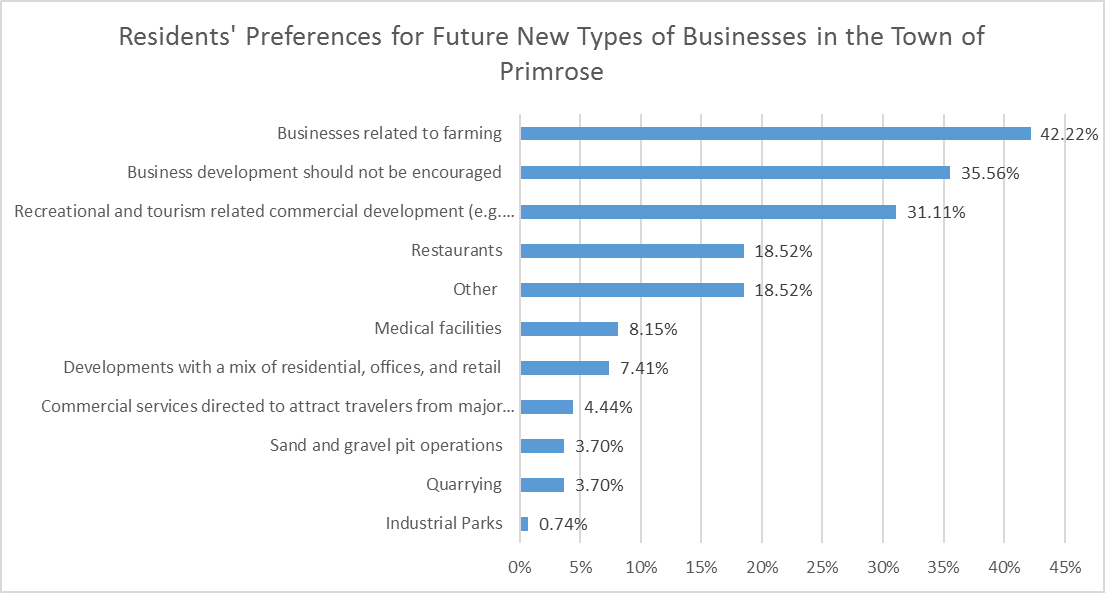 Residents' Preferences for Future New Types of Businesses in the Town of
Primrose
Businesses related to farming 42.22%
Business development should not be encouraged 35.56%
Recreational and tourism related commercial development (e.g.… 31.11%
Restaurants 18.52%
Other 18.52%
Medical facilities 8.15%
Developments with a mix of residential, offices, and retail 7.41%
Commercial services directed to attract travelers from major… 4.44%
Sand and gravel pit operations 3.70%
Quarrying 3.70%
Industrial Parks 0.74%
0% 5% 10% 15% 20% 25% 30% 35% 40% 45%